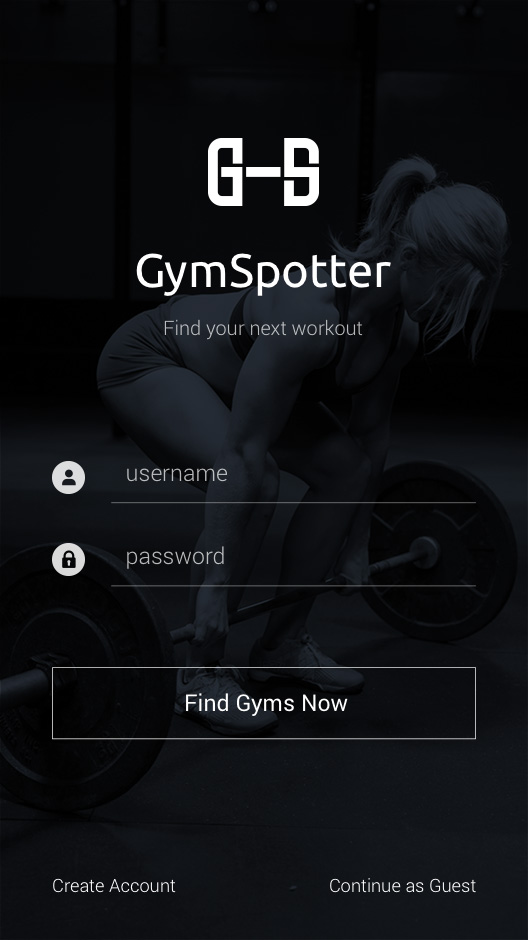 G-S
GymSpotter
Find your next workout
username
password
Find Gyms Now
Create Account
Continue as Guest